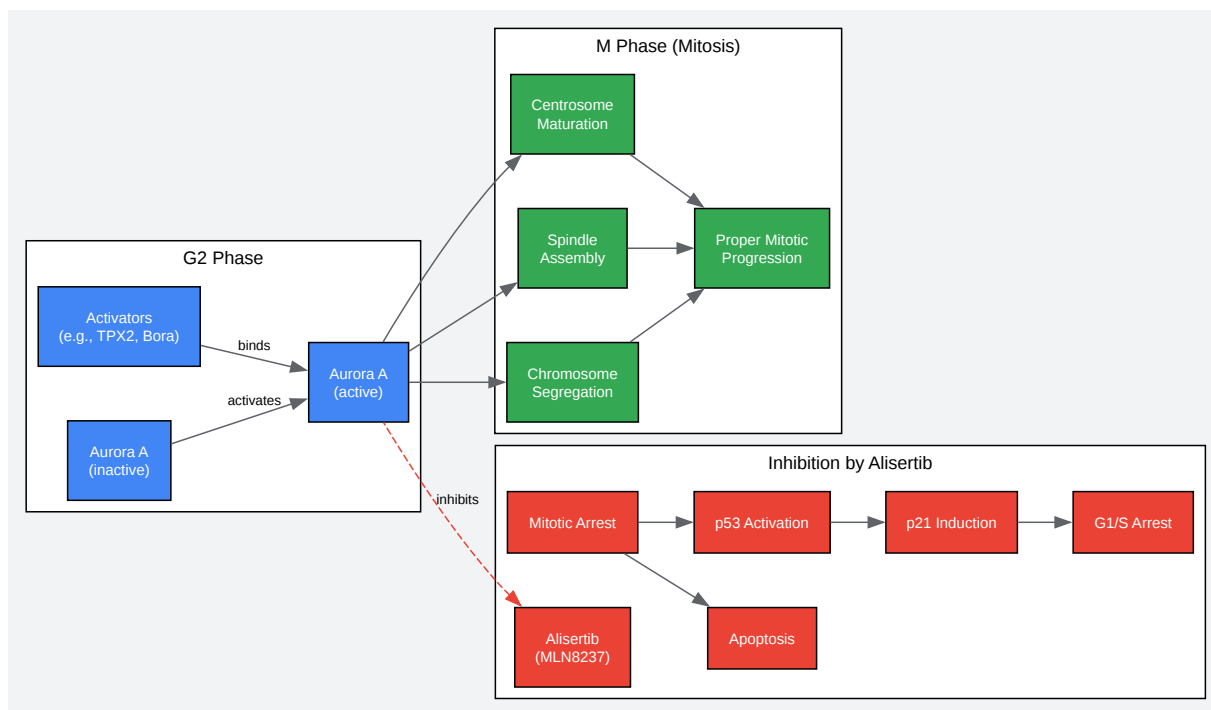 M Phase (Mitosis)
Centrosome
Maturation
Spindle
Assembly
Proper Mitotic
Progression
Chromosome
Segregation
G2 Phase
Activators
(e.g., TPX2, Bora)
binds
Aurora A
(active)
activates
Aurora A
(inactive)
inhibits
Inhibition by Alisertib
Mitotic Arrest
p53 Activation
p21 Induction
G1/S Arrest
Alisertib
(MLN8237)
Apoptosis